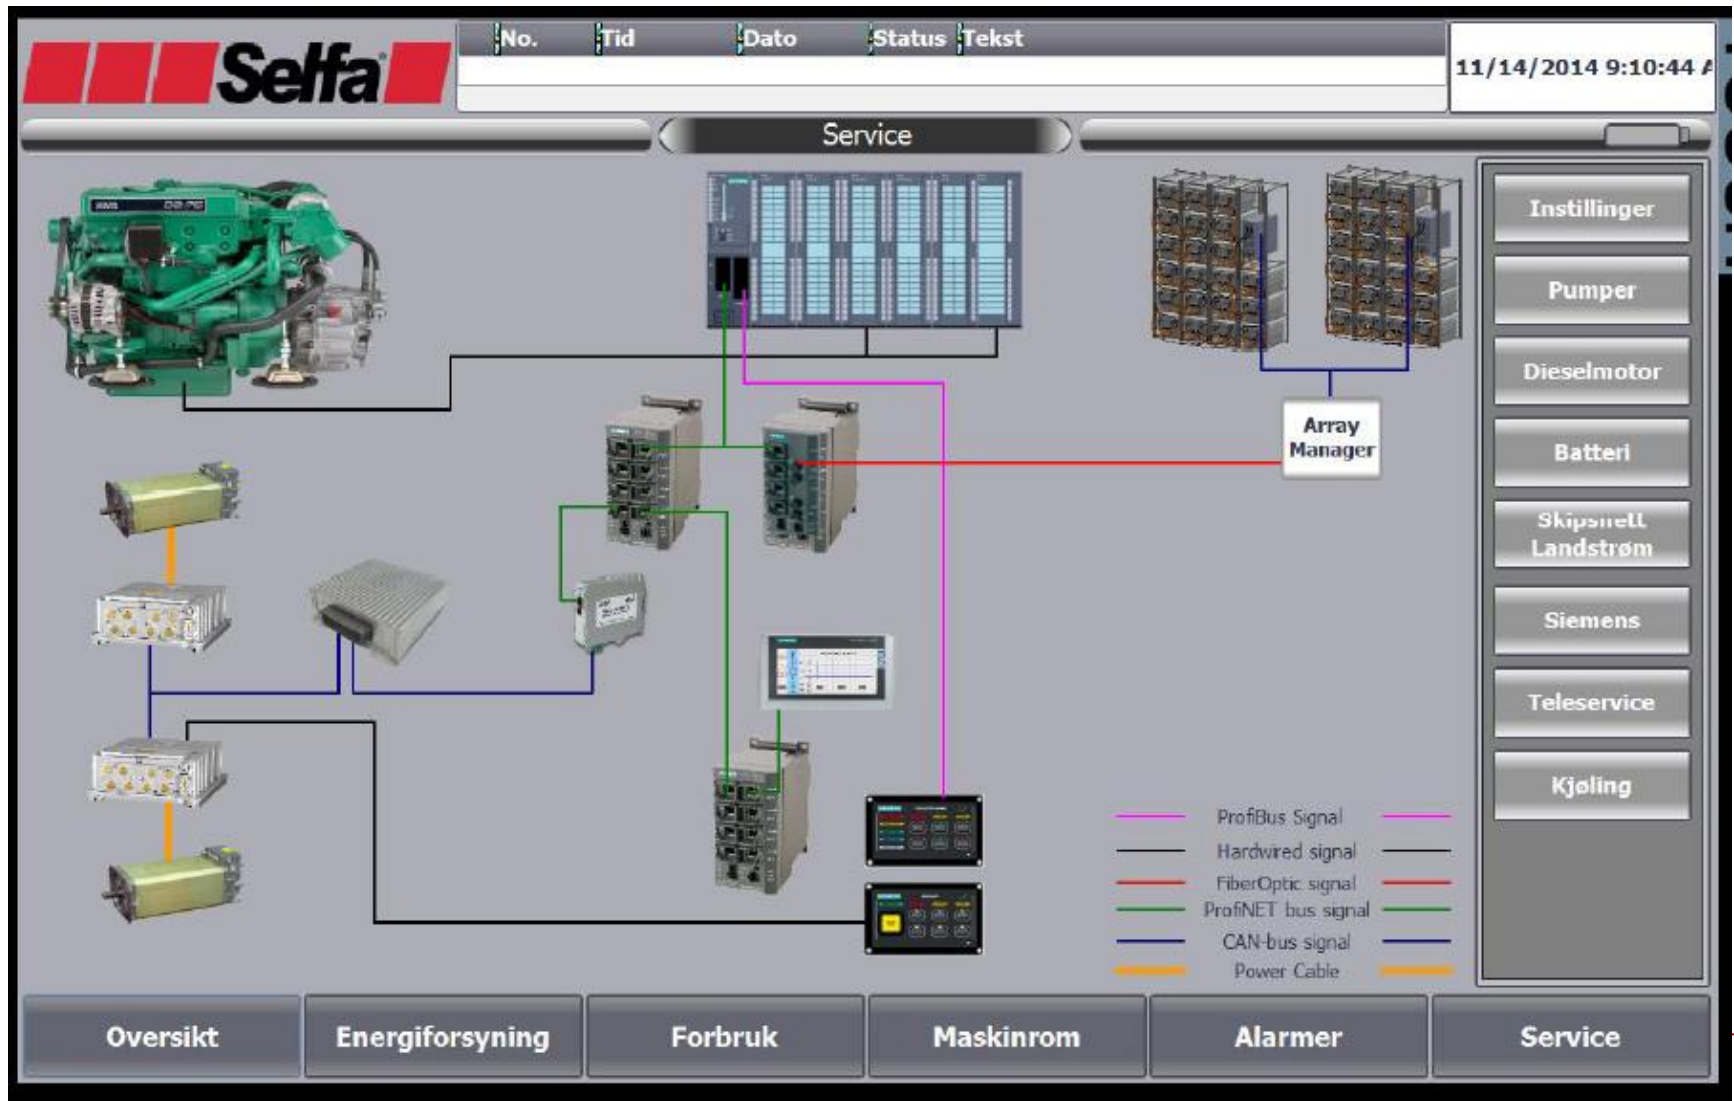 Selfa
No. Tid Dato Status Tekst
11/14/2014 9:10:44 A
Service
Instillinger
Pumper
Dieselmotor
Batteri
Skipsnett
Landstrøm
Siemens
Teleservice
Kjøling
D2-75
Array
Manager
ProfiBus Signal
Hardwired signal
FiberOptic signal
ProfiNET bus signal
CAN-bus signal
Power Cable
Oversikt
Energiforsyning
Forbruk
Maskinrom
Alarmer
Service